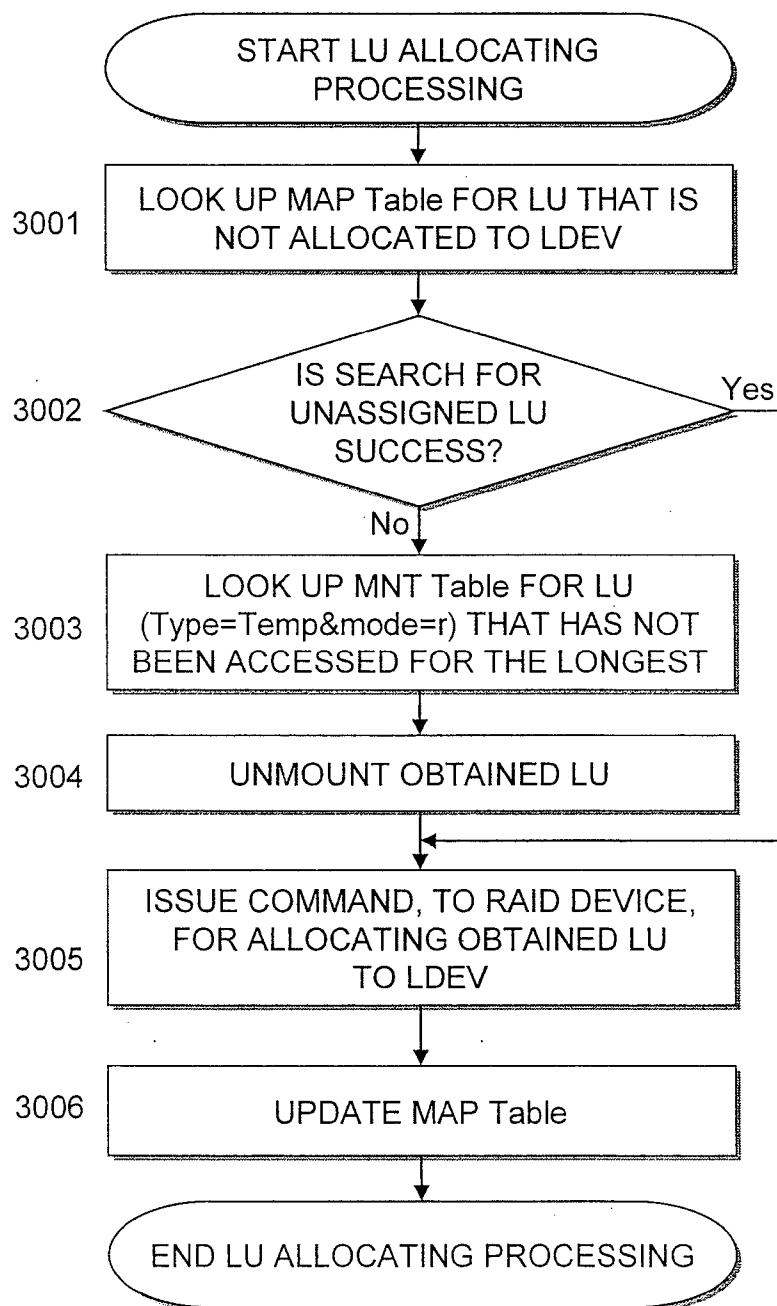 START LU ALLOCATING
PROCESSING
3001
LOOK UP MAP Table FOR LU THAT IS
NOT ALLOCATED TO LDEV
3002
IS SEARCH FOR
UNASSIGNED LU
SUCCESS?
Yes
No
3003
LOOK UP MNT Table FOR LU
(Type=Temp&mode=r) THAT HAS NOT
BEEN ACCESSED FOR THE LONGEST
3004
UNMOUNT OBTAINED LU
3005
ISSUE COMMAND, TO RAID DEVICE,
FOR ALLOCATING OBTAINED LU
TO LDEV
3006
UPDATE MAP Table
END LU ALLOCATING PROCESSING